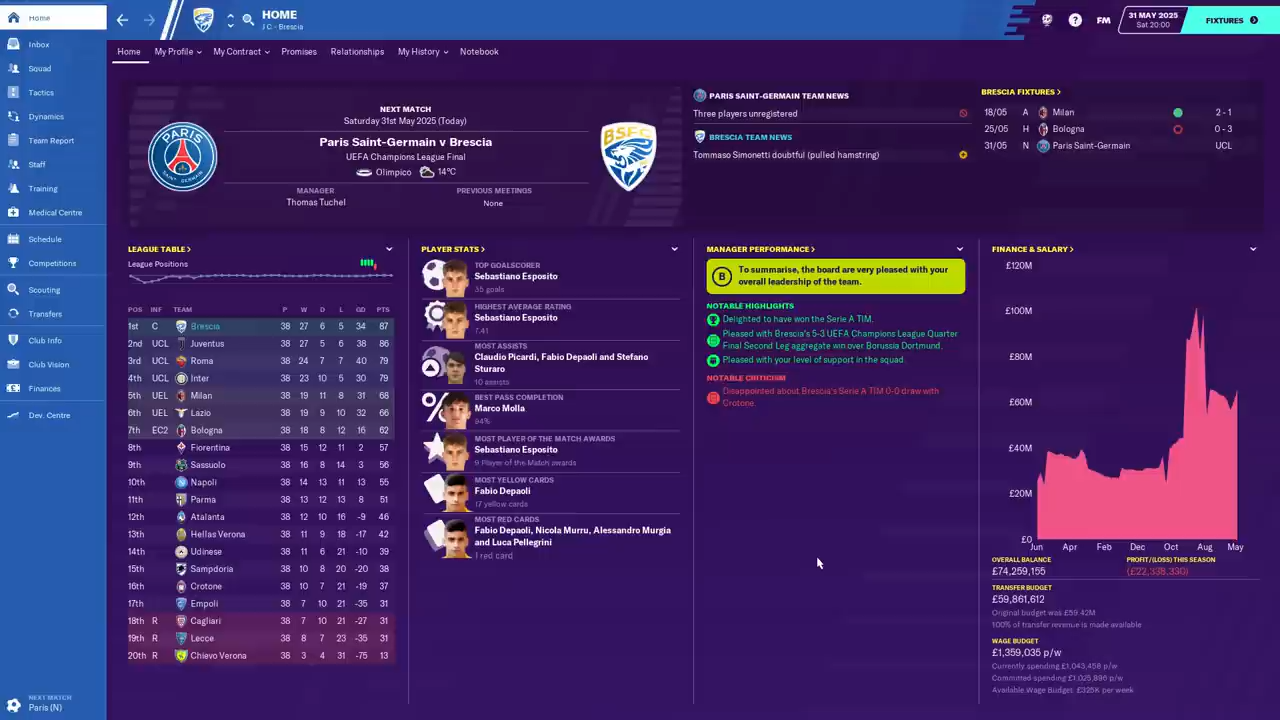 Home
Inbox
Squad
Tactics
Dynamics
Team Report
Staff
Training
Medical Centre
Schedule
Competitions
Scouting
Transfers
Club Info
Club Vision
Finances
Dev. Centre
NEXT MATCH
Paris (N)
HOME
J C - Brescia
FM
31 MAY 2025
Sat 20:00
FIXTURES
Home
My Profile
My Contract
Promises
Relationships
My History
Notebook
NEXT MATCH
Saturday 31st May 2025 (Today)
Paris Saint-Germain v Brescia
UEFA Champions League Final
Olimpico 14°C
MANAGER
Thomas Tuchel
PREVIOUS MEETINGS
None
PARIS SAINT-GERMAIN
BSFC
PARIS SAINT-GERMAIN TEAM NEWS
Three players unregistered
BRESCIA TEAM NEWS
Tommaso Simonetti doubtful (pulled hamstring)
BRESCIA FIXTURES >
18/05 A Milan 2 - 1
25/05 H Bologna 0 - 3
31/05 N Paris Saint-Germain UCL
LEAGUE TABLE >
League Positions
POS INF TEAM P W D L GD PTS
1st C Brescia 38 27 6 5 34 87
2nd UCL Juventus 38 27 5 6 38 86
3rd UCL Roma 38 24 7 7 40 79
4th UCL Inter 38 23 10 5 30 79
5th UEL Milan 38 19 11 8 31 68
6th UEL Lazio 38 19 9 10 32 66
7th EC2 Bologna 38 18 8 12 16 62
8th Fiorentina 38 15 12 11 2 57
9th Sassuolo 38 16 8 14 3 56
10th Napoli 38 14 13 11 13 55
11th Parma 38 13 12 13 8 51
12th Atalanta 38 12 10 16 -9 46
13th Hellas Verona 38 11 9 18 -17 42
14th Udinese 38 11 6 21 -10 39
15th Sampdoria 38 10 8 20 -20 38
16th Crotone 38 10 7 21 -19 37
17th Empoli 38 7 10 21 -35 31
18th R Cagliari 38 7 10 21 -27 31
19th R Lecce 38 8 7 23 -35 31
20th R Chievo Verona 38 3 4 31 -75 13
PLAYER STATS >
TOP GOALSCORER
Sebastiano Esposito
35 goals
HIGHEST AVERAGE RATING
Sebastiano Esposito
7.41
MOST ASSISTS
Claudio Picardi, Fabio Depaoli and Stefano
Sturaro
10 assists
BEST PASS COMPLETION
Marco Molla
94%
MOST PLAYER OF THE MATCH AWARDS
Sebastiano Esposito
9 Player of the Match awards
MOST YELLOW CARDS
Fabio Depaoli
17 yellow cards
MOST RED CARDS
Fabio Depaoli, Nicola Murru, Alessandro Murgia
and Luca Pellegrini
1 red card
MANAGER PERFORMANCE >
B
To summarise, the board are very pleased with your
overall leadership of the team.
NOTABLE HIGHLIGHTS
Delighted to have won the Serie A TIM.
Pleased with Brescia's 5-3 UEFA Champions League Quarter
Final Second Leg aggregate win over Borussia Dortmund.
Pleased with your level of support in the squad.
NOTABLE CRITICISM
Disappointed about Brescia's Serie A TIM 0-0 draw with
Crotone.
FINANCE & SALARY >
£120M
£100M
£80M
£60M
£40M
£20M
£0
Jun Apr Feb Dec Oct Aug May
OVERALL BALANCE
£74,259,155
PROFIT/(LOSS) THIS SEASON
(£22,338,330)
TRANSFER BUDGET
£59,861,612
Original budget was £59.42M
100% of transfer revenue is made available
WAGE BUDGET
£1,359,035 p/w
Currently spending £1,043,458 p/w
Committed spending £1,025,896 p/w
Available Wage Budget: £325K per week